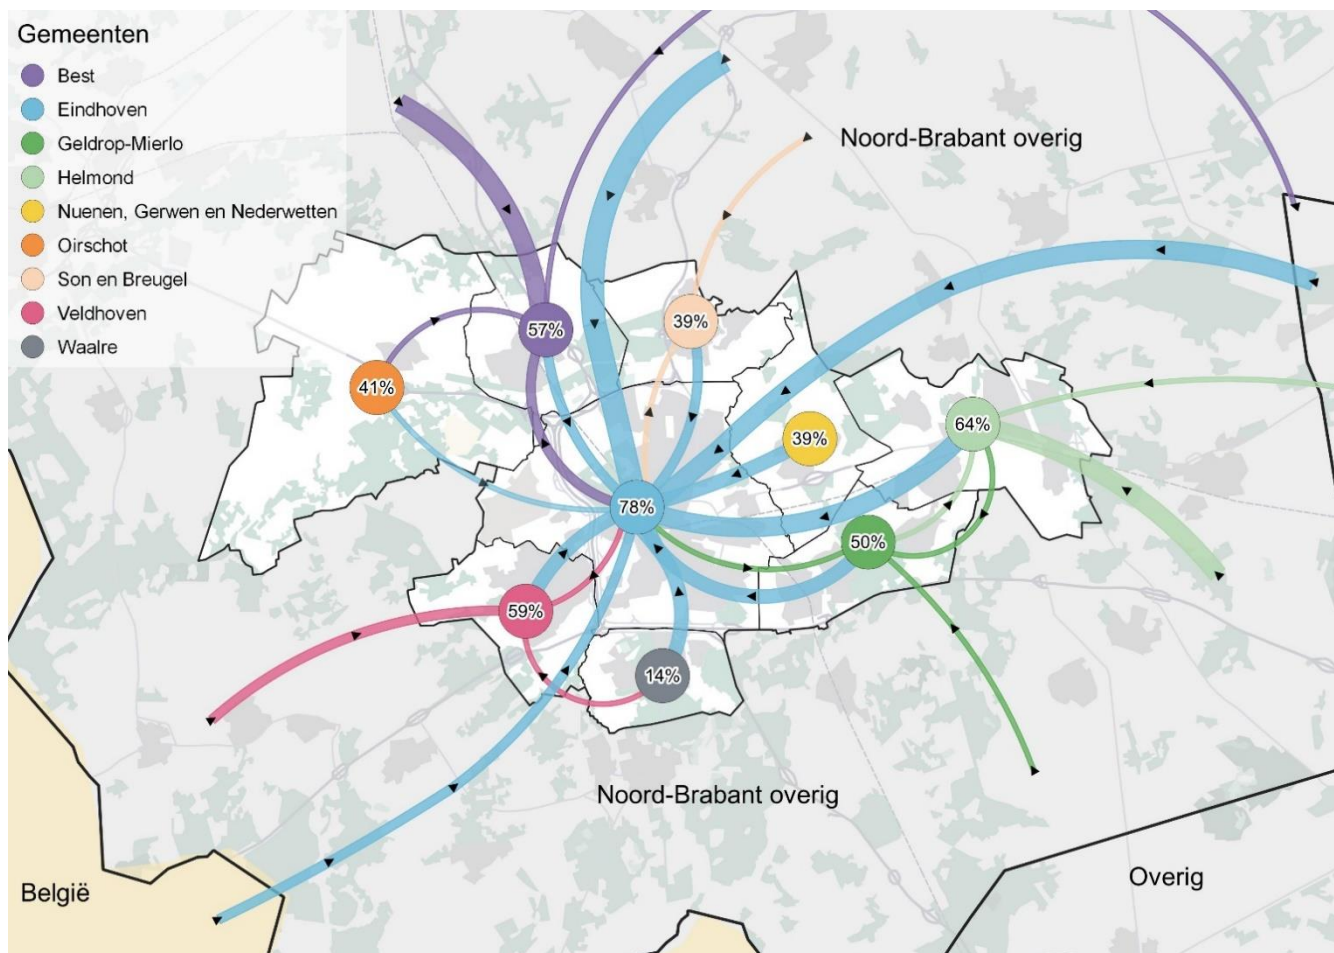 Gemeenten
Best
Eindhoven
Geldrop-Mierlo
Helmond
Nuenen, Gerwen en Nederwetten
Oirschot
Son en Breugel
Veldhoven
Waalre
Noord-Brabant overig
57%
39%
41%
39%
64%
78%
50%
59%
14%
Noord-Brabant overig
België
Overig